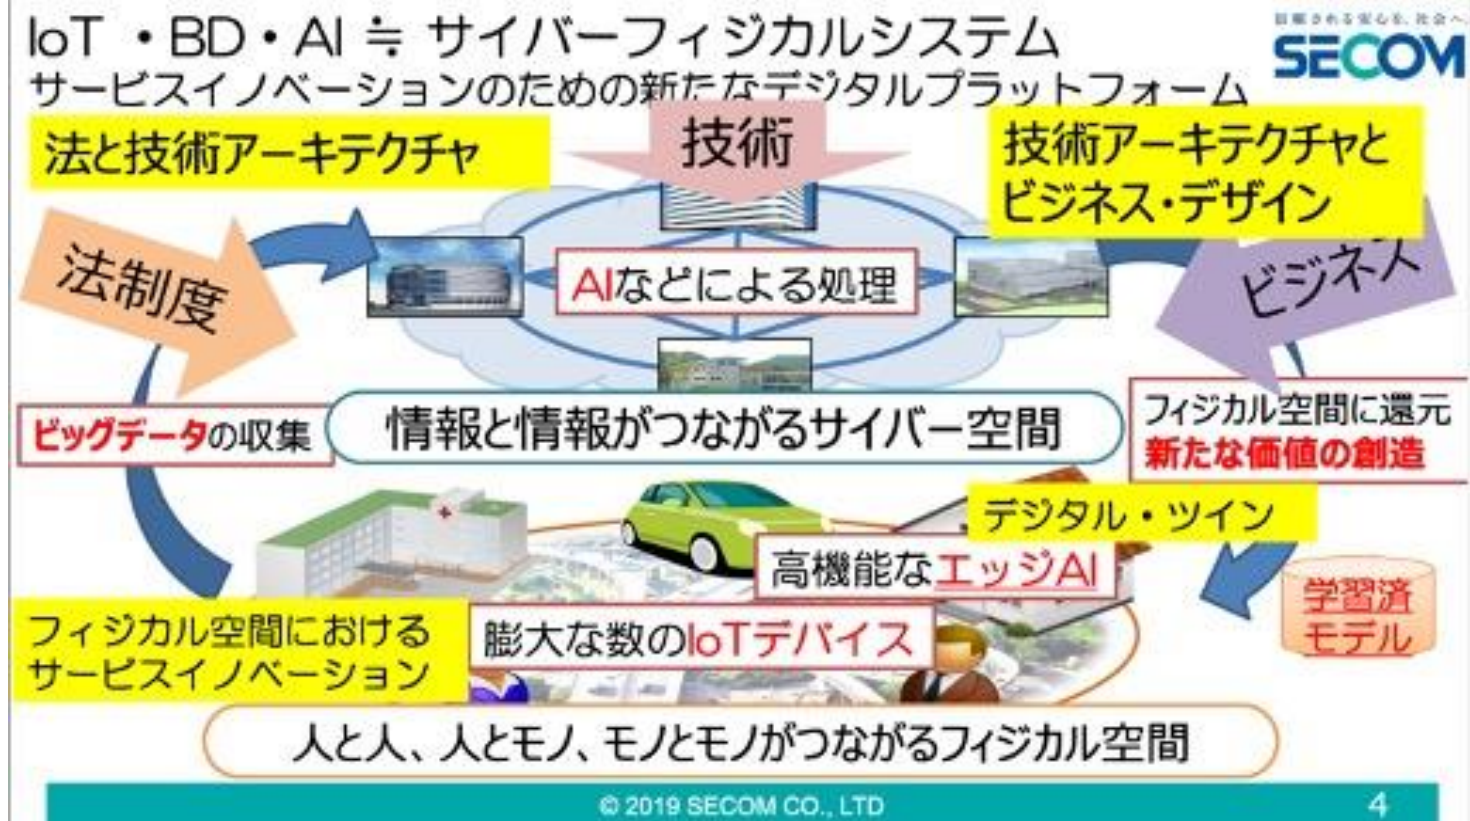 IoT ・BD・AI ≒ サイバーフィジカルシステム
サービスイノベーションのための新たなデジタルプラットフォーム
信頼される安心を、社会へ。
SECOM
法と技術アーキテクチャ
技術
技術アーキテクチャと
ビジネス・デザイン
法制度
AIなどによる処理
ビジネス
ビッグデータの収集
情報と情報がつながるサイバー空間
フィジカル空間に還元
新たな価値の創造
デジタル・ツイン
高機能なエッジAI
学習済
モデル
フィジカル空間における
サービスイノベーション
膨大な数のIoTデバイス
人と人、人とモノ、モノとモノがつながるフィジカル空間
© 2019 SECOM CO., LTD
4